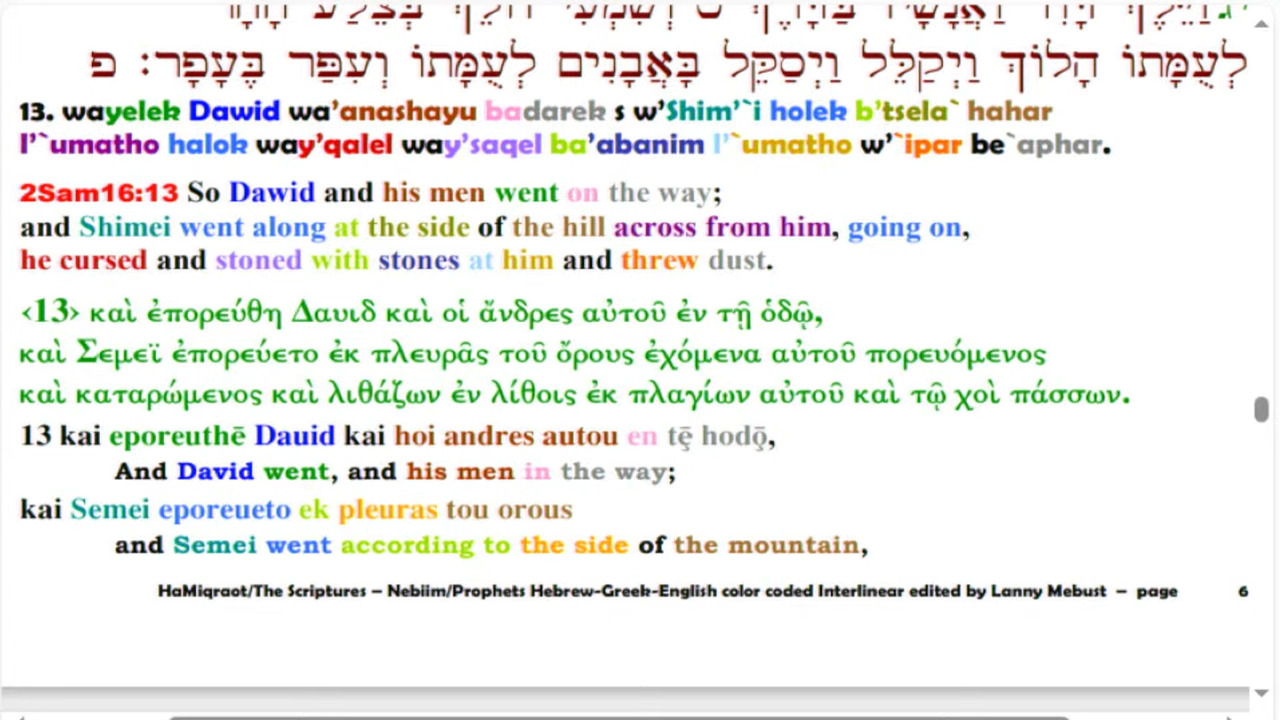 לְעֻמָּתוֹ הָלוֹךְ וַיְקַלֵּל וַיְסַקֵּל בָּאֲבָנִים לְעֻמָּתוֹ וְעִפַּר בֶּעָפָר׃ פ
13. wayelek Dawid wa’anashayu badarek s w’Shim’`i holek b’tsela` hahar
l’`umatho halok way’qalel way’saqel ba’abanim l’`umatho w’`ipar be`aphar.
2Sam16:13 So Dawid and his men went on the way;
and Shimei went along at the side of the hill across from him, going on,
he cursed and stoned with stones at him and threw dust.
‹13› καὶ ἐπορεύθη Δαυιδ καὶ οἱ ἄνδρες αὐτοῦ ἐν τῇ ὁδῷ,
καὶ Σεμεϊ ἐπορεύετο ἐκ πλευρᾶς τοῦ ὄρους ἐχόμενα αὐτοῦ πορευόμενος
καὶ καταρώμενος καὶ λιθάζων ἐν λίθοις ἐκ πλαγίων αὐτοῦ καὶ τῷ χοὶ πάσσων.
13 kai eporeuthē Dauid kai hoi andres autou en tȩ̄ hodō̧,
And David went, and his men in the way;
kai Semei eporeueto ek pleuras tou orous
and Semei went according to the side of the mountain,
HaMiqraot/The Scriptures – Nebiim/Prophets Hebrew-Greek-English color coded Interlinear edited by Lanny Mebust – page 6